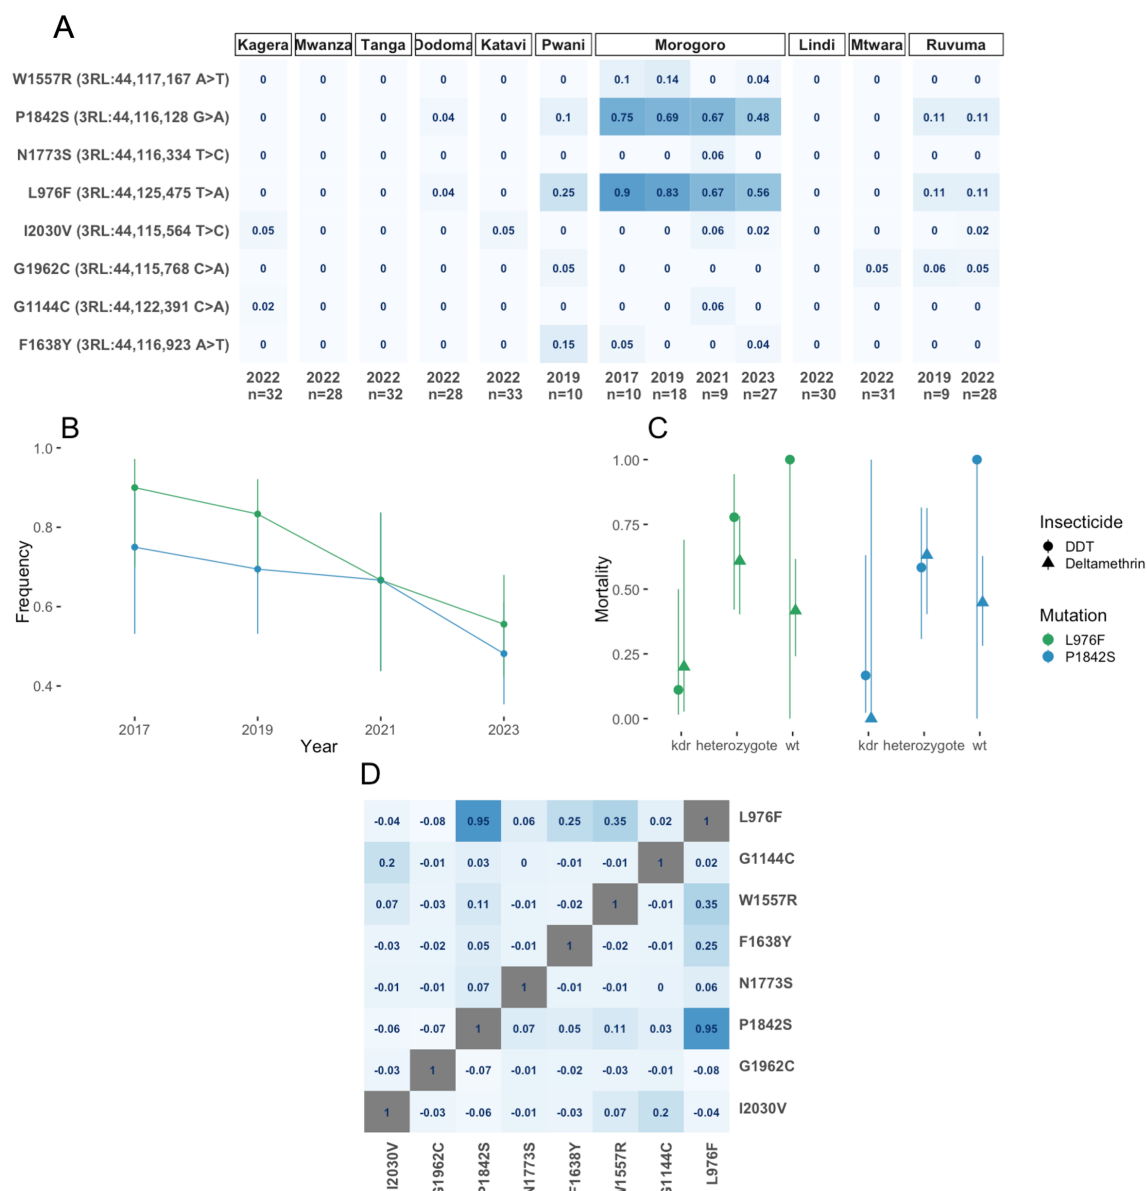 A
Kagera Mwanza Tanga Dodoma Katavi Pwani Morogoro Lindi Mtwara Ruvuma
W1557R (3RL:44,117,167 A>T) 0 0 0 0 0 0 0.1 0.14 0 0.04 0 0 0 0
P1842S (3RL:44,116,128 G>A) 0 0 0 0.04 0 0.1 0.75 0.69 0.67 0.48 0 0 0.11 0.11
N1773S (3RL:44,116,334 T>C) 0 0 0 0 0 0 0 0 0.06 0 0 0 0 0
L976F (3RL:44,125,475 T>A) 0 0 0 0.04 0 0.25 0.9 0.83 0.67 0.56 0 0 0.11 0.11
I2030V (3RL:44,115,564 T>C) 0.05 0 0 0 0.05 0 0 0 0.06 0.02 0 0 0 0.02
G1962C (3RL:44,115,768 C>A) 0 0 0 0 0 0.05 0 0 0 0 0 0.05 0.06 0.05
G1144C (3RL:44,122,391 C>A) 0.02 0 0 0 0 0 0 0 0.06 0 0 0 0 0
F1638Y (3RL:44,116,923 A>T) 0 0 0 0 0 0.15 0.05 0 0 0.04 0 0 0 0
2022 2022 2022 2022 2022 2019 2017 2019 2021 2023 2022 2022 2019 2022
n=32 n=28 n=32 n=28 n=33 n=10 n=10 n=18 n=9 n=27 n=30 n=31 n=9 n=28
B
1.0
0.8
0.6
0.4
Frequency
2017 2019 2021 2023
Year
C
1.00
0.75
0.50
0.25
0.00
Mortality
kdr heterozygote wt kdr heterozygote wt
Insecticide
DDT
Deltamethrin
Mutation
L976F
P1842S
D
-0.04 -0.08 0.95 0.06 0.25 0.35 0.02 1 L976F
0.2 -0.01 0.03 0 -0.01 -0.01 1 0.02 G1144C
0.07 -0.03 0.11 -0.01 -0.02 1 -0.01 0.35 W1557R
-0.03 -0.02 0.05 -0.01 1 -0.02 -0.01 0.25 F1638Y
-0.01 -0.01 0.07 1 -0.01 -0.01 0 0.06 N1773S
-0.06 -0.07 1 0.07 0.05 0.11 0.03 0.95 P1842S
-0.03 1 -0.07 -0.01 -0.02 -0.03 -0.01 -0.08 G1962C
1 -0.03 -0.06 -0.01 -0.03 0.07 0.2 -0.04 I2030V
I2030V G1962C P1842S N1773S F1638Y W1557R G1144C L976F